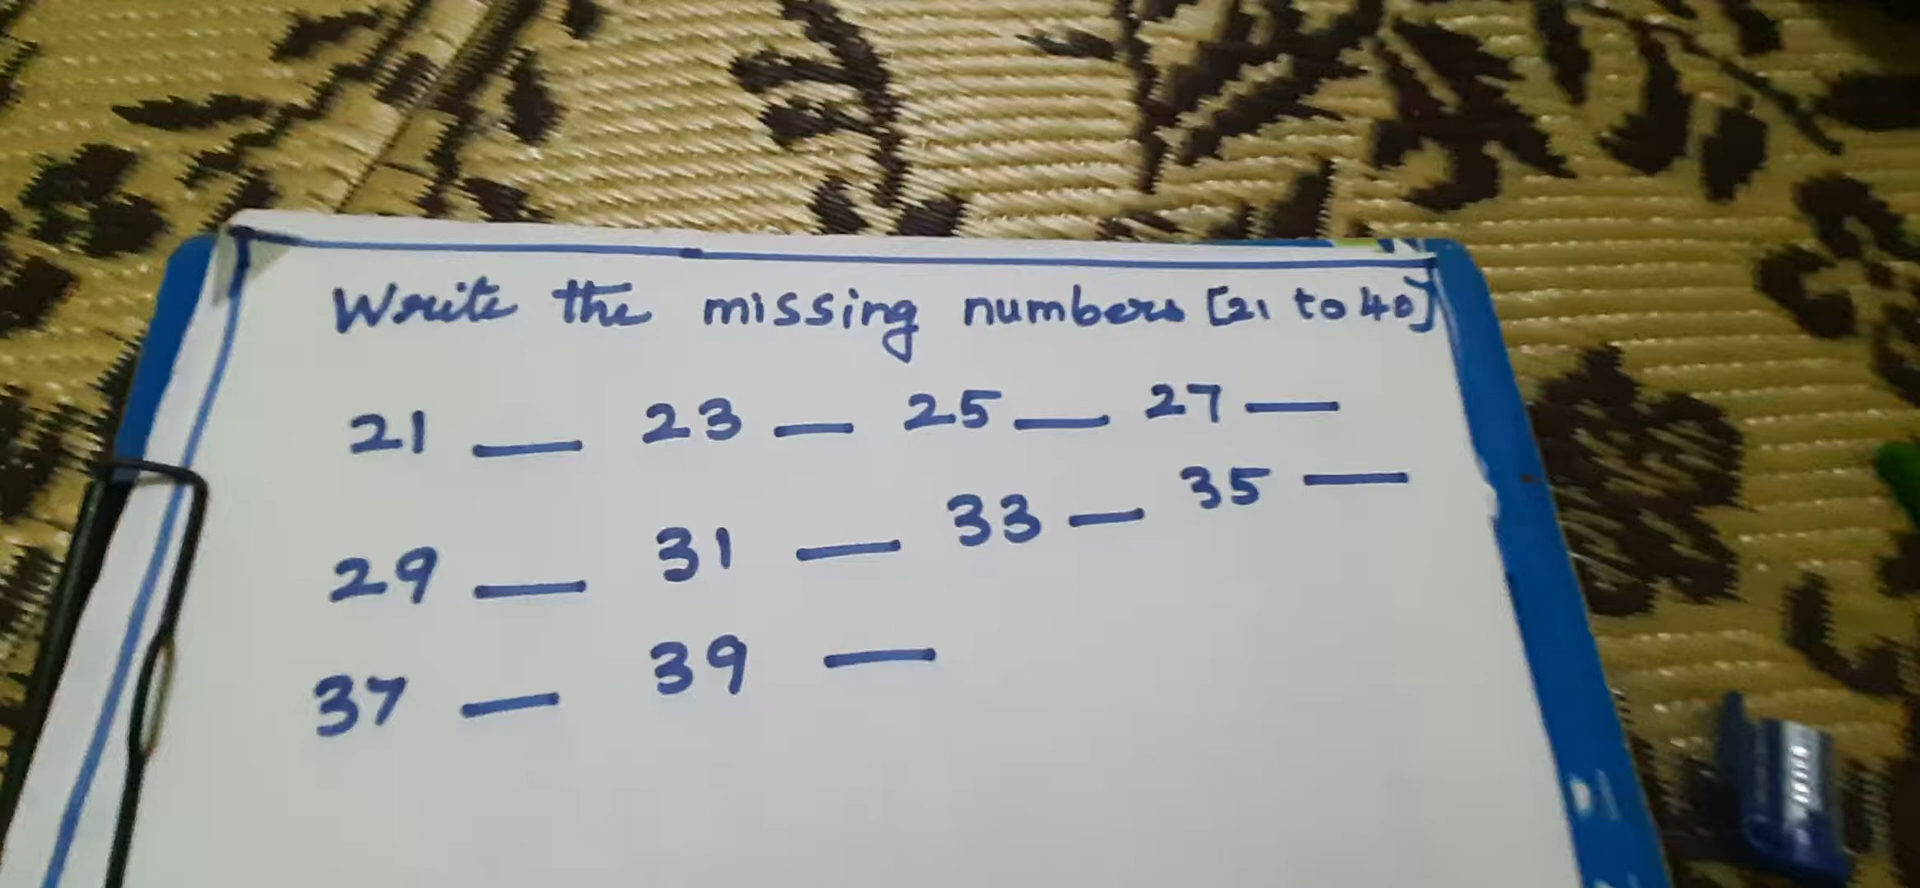 Write the missing numbers [21 to 40]
21 __ 23 __ 25 __ 27 __
29 __ 31 __ 33 __ 35 __
37 __ 39 __